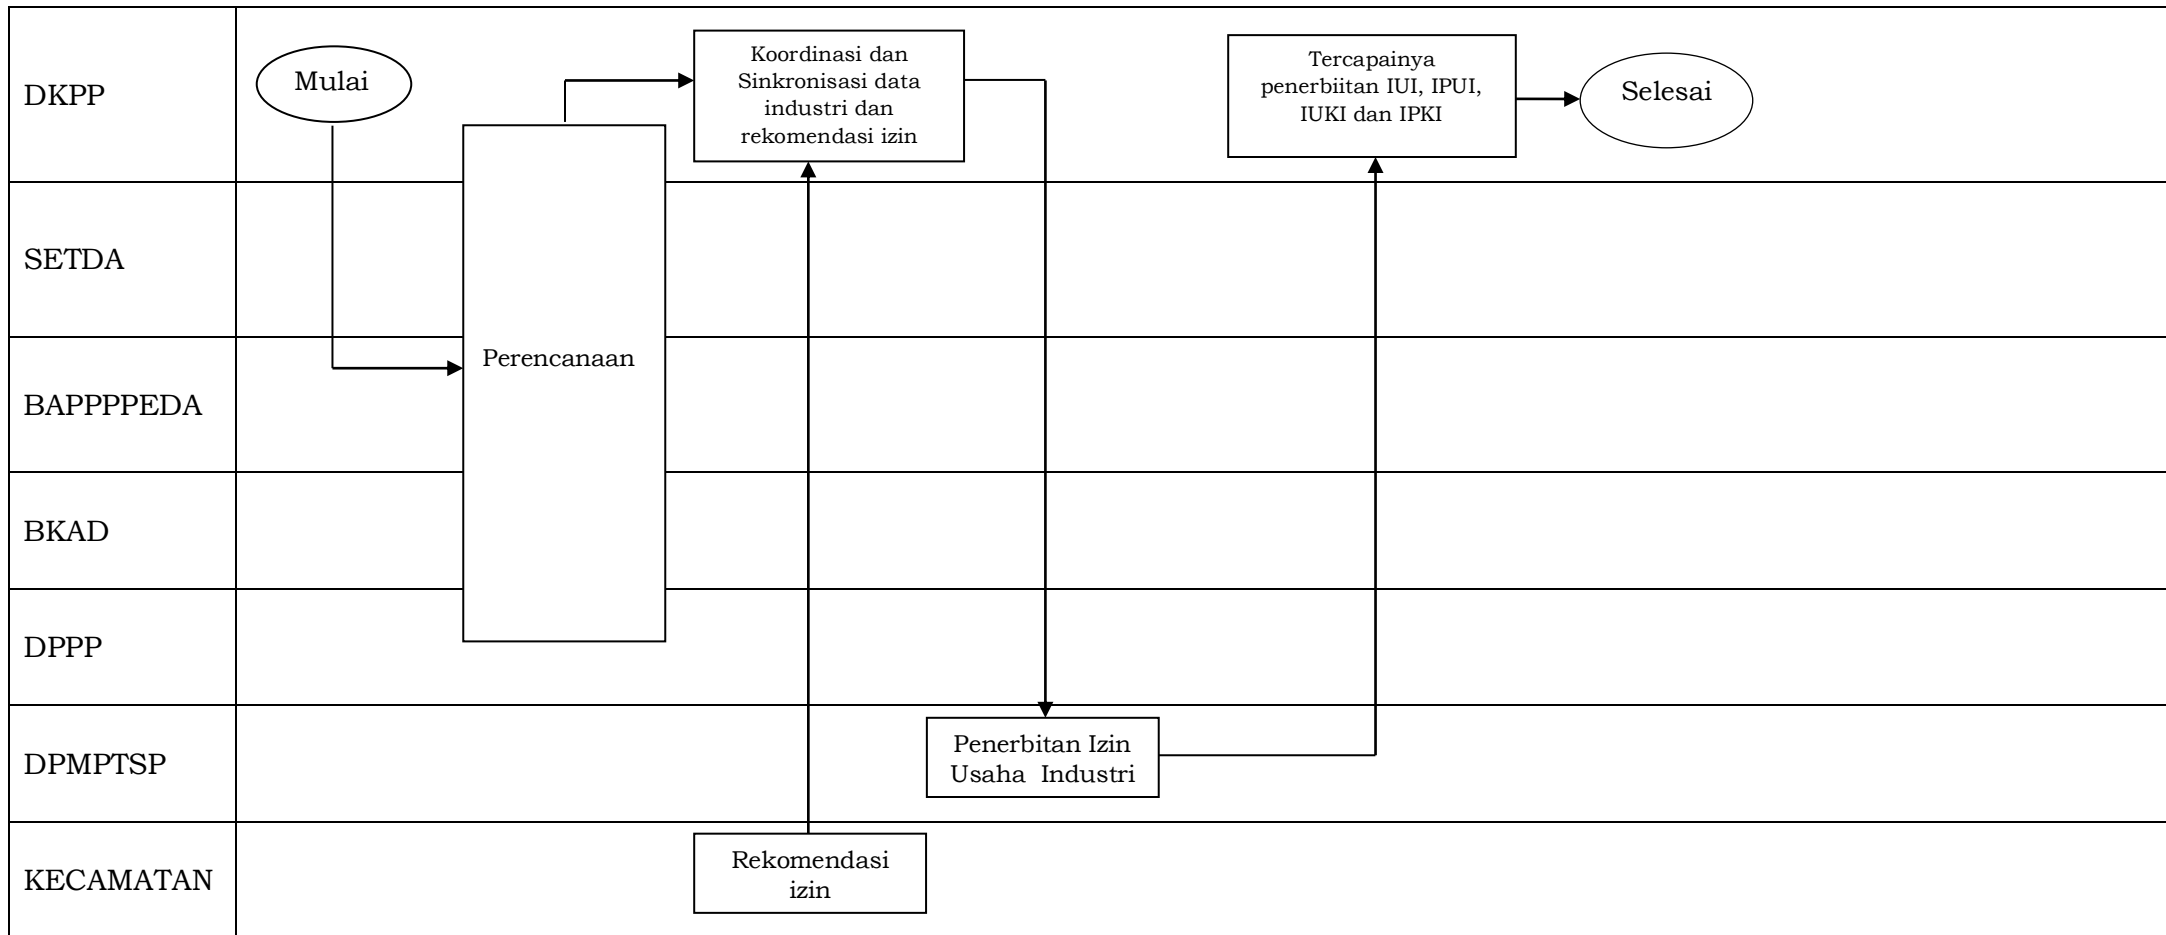 DKPP
Mulai
Koordinasi dan
Sinkronisasi data
industri dan
rekomendasi izin
Tercapainya
penerbiitan IUI, IPUI,
IUKI dan IPKI
Selesai
SETDA
BAPPPPEDA
Perencanaan
BKAD
DPPP
DPMPTSP
Penerbitan Izin
Usaha Industri
KECAMATAN
Rekomendasi
izin